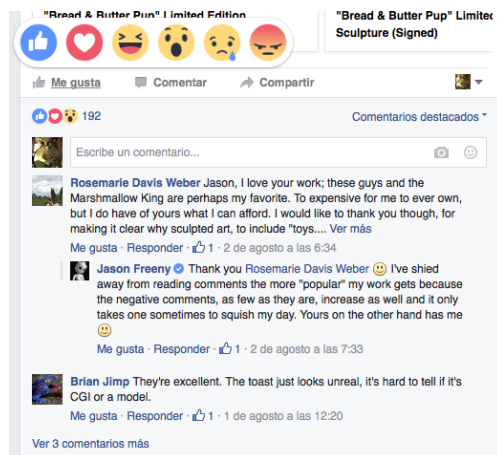 "Bread & Butter Pup" Limited Edition
"Bread & Butter Pup" Limited
Sculpture (Signed)
Me gusta Comentar Compartir
192 Comentarios destacados
Escribe un comentario...
Rosemarie Davis Weber Jason, I love your work; these guys and the
Marshmallow King are perhaps my favorite. To expensive for me to ever own,
but I do have of yours what I can afford. I would like to thank you though, for
making it clear why sculpted art, to include "toys.... Ver más
Me gusta · Responder · 1 · 2 de agosto a las 6:34
Jason Freeny Thank you Rosemarie Davis Weber I've shied
away from reading comments the more "popular" my work gets because
the negative comments, as few as they are, increase as well and it only
takes one sometimes to squish my day. Yours on the other hand has me
Me gusta · Responder · 1 · 2 de agosto a las 7:33
Brian Jimp They're excellent. The toast just looks unreal, it's hard to tell if it's
CGI or a model.
Me gusta · Responder · 1 · 1 de agosto a las 12:20
Ver 3 comentarios más